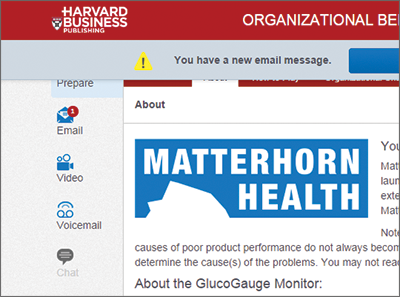 HARVARD
BUSINESS
PUBLISHING
ORGANIZATIONAL BE
You have a new email message.
Prepare
About
About
1
Email
Video
Voicemail
Chat
MATTERHORN
HEALTH
You
Matt
laun
exte
Matt
Note
causes of poor product performance do not always becom
determine the cause(s) of the problems. You may not rea
About the GlucoGauge Monitor: